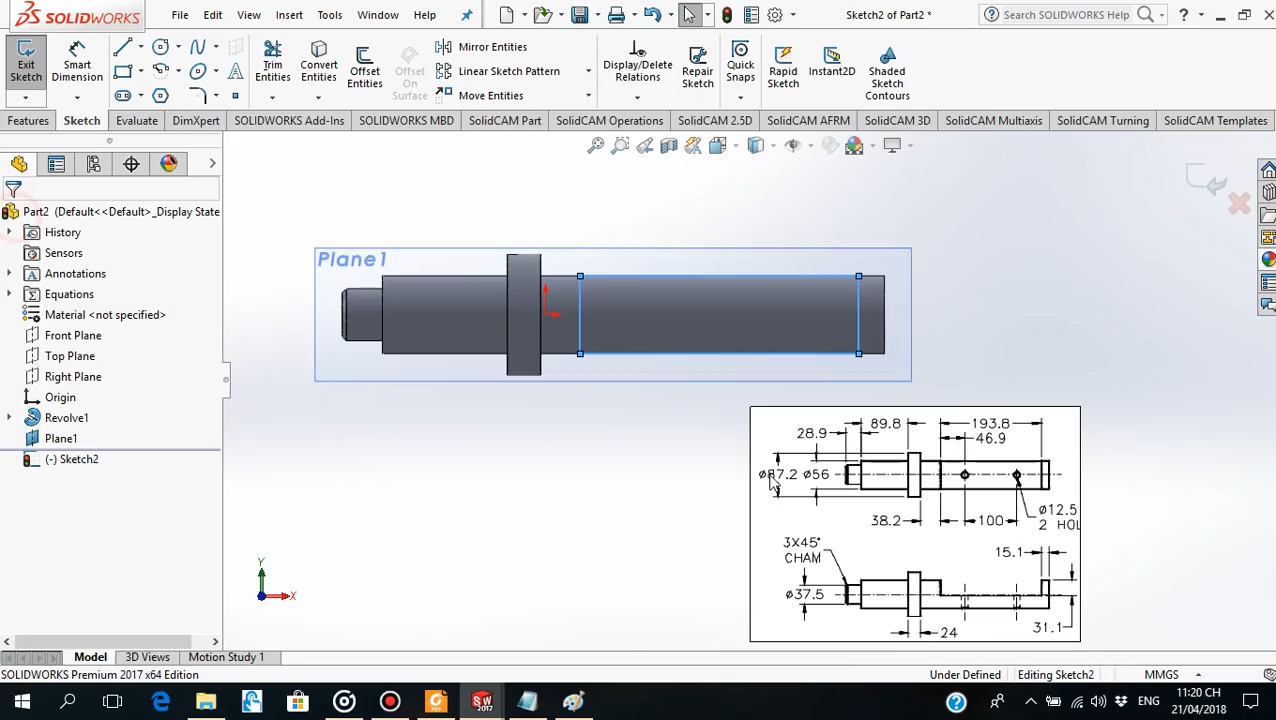 SOLIDWORKS
File Edit View Insert Tools Window Help
Sketch2 of Part2 *
Search SOLIDWORKS Help
Exit Sketch
Smart Dimension
Trim Entities
Convert Entities
Offset Entities
Offset On Surface
Mirror Entities
Linear Sketch Pattern
Move Entities
Display/Delete Relations
Repair Sketch
Quick Snaps
Rapid Sketch
Instant2D
Shaded Sketch Contours
Features Sketch Evaluate DimXpert SOLIDWORKS Add-Ins SOLIDWORKS MBD SolidCAM Part SolidCAM Operations SolidCAM 2.5D SolidCAM AFRM SolidCAM 3D SolidCAM Multiaxis SolidCAM Turning SolidCAM Templates
Part2 (Default<<Default>_Display State
History
Sensors
Annotations
Equations
Material <not specified>
Front Plane
Top Plane
Right Plane
Origin
Revolve1
Plane1
(-) Sketch2
Plane1
Y
X
89.8
193.8
28.9
46.9
ø87.2 ø56
38.2
100
ø12.5
2 HOL
3X45°
CHAM
15.1
ø37.5
24
31.1
Model 3D Views Motion Study 1
SOLIDWORKS Premium 2017 x64 Edition
Under Defined Editing Sketch2 MMGS
SW
2017
ENG
11:20 CH
21/04/2018